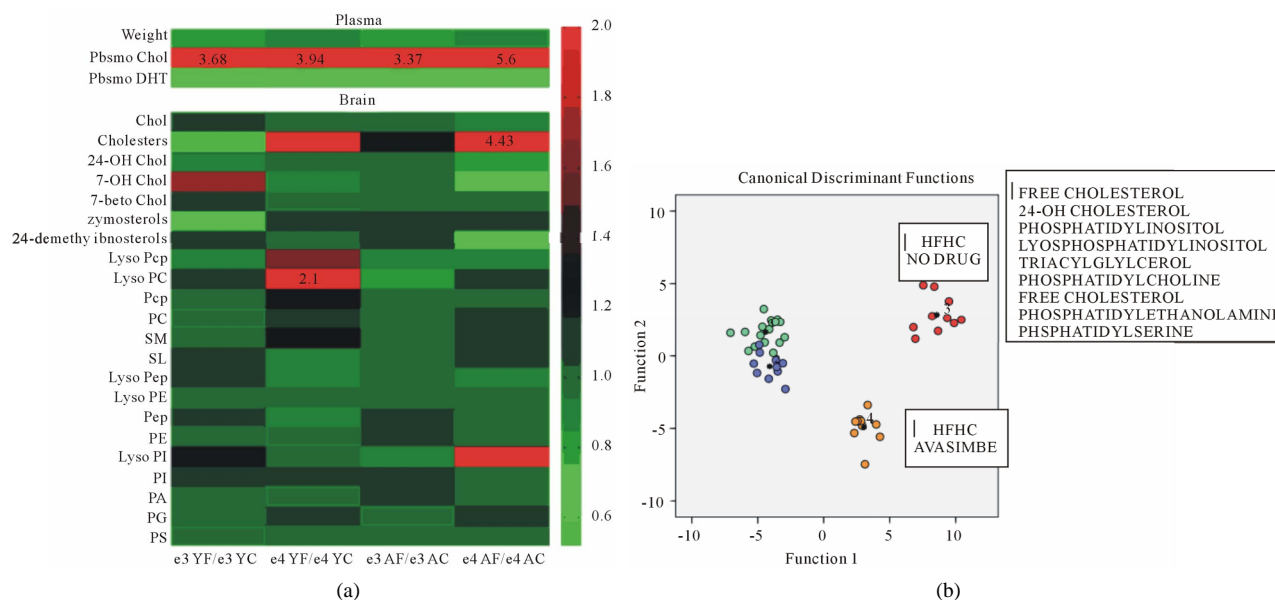 Plasma
Weight
Pbsmo Chol 3.68 3.94 3.37 5.6
Pbsmo DHT
Brain
Chol
Cholesters 4.43
24-OH Chol
7-OH Chol
7-beto Chol
zymosterols
24-demethy ibnosterols
Lyso Pcp
Lyso PC 2.1
Pcp
PC
SM
SL
Lyso Pep
Lyso PE
Pep
PE
Lyso PI
PI
PA
PG
PS
e3 YF/e3 YC e4 YF/e4 YC e3 AF/e3 AC e4 AF/e4 AC
2.0
1.8
1.6
1.4
1.2
1.0
0.8
0.6
(a)
Canonical Discriminant Functions
Function 2
10
5
0
-5
-10
-10 -5 0 5 10
Function 1
HFHC
NO DRUG
3
4
HFHC
AVASIMBE
FREE CHOLESTEROL
24-OH CHOLESTEROL
PHOSPHATIDYLINOSITOL
LYOSPHOSPHATIDYLINOSITOL
TRIACYLGLYLCEROL
PHOSPHATIDYLCHOLINE
FREE CHOLESTEROL
PHOSPHATIDYLETHANOLAMINE
PHSPHATIDYLSERINE
(b)